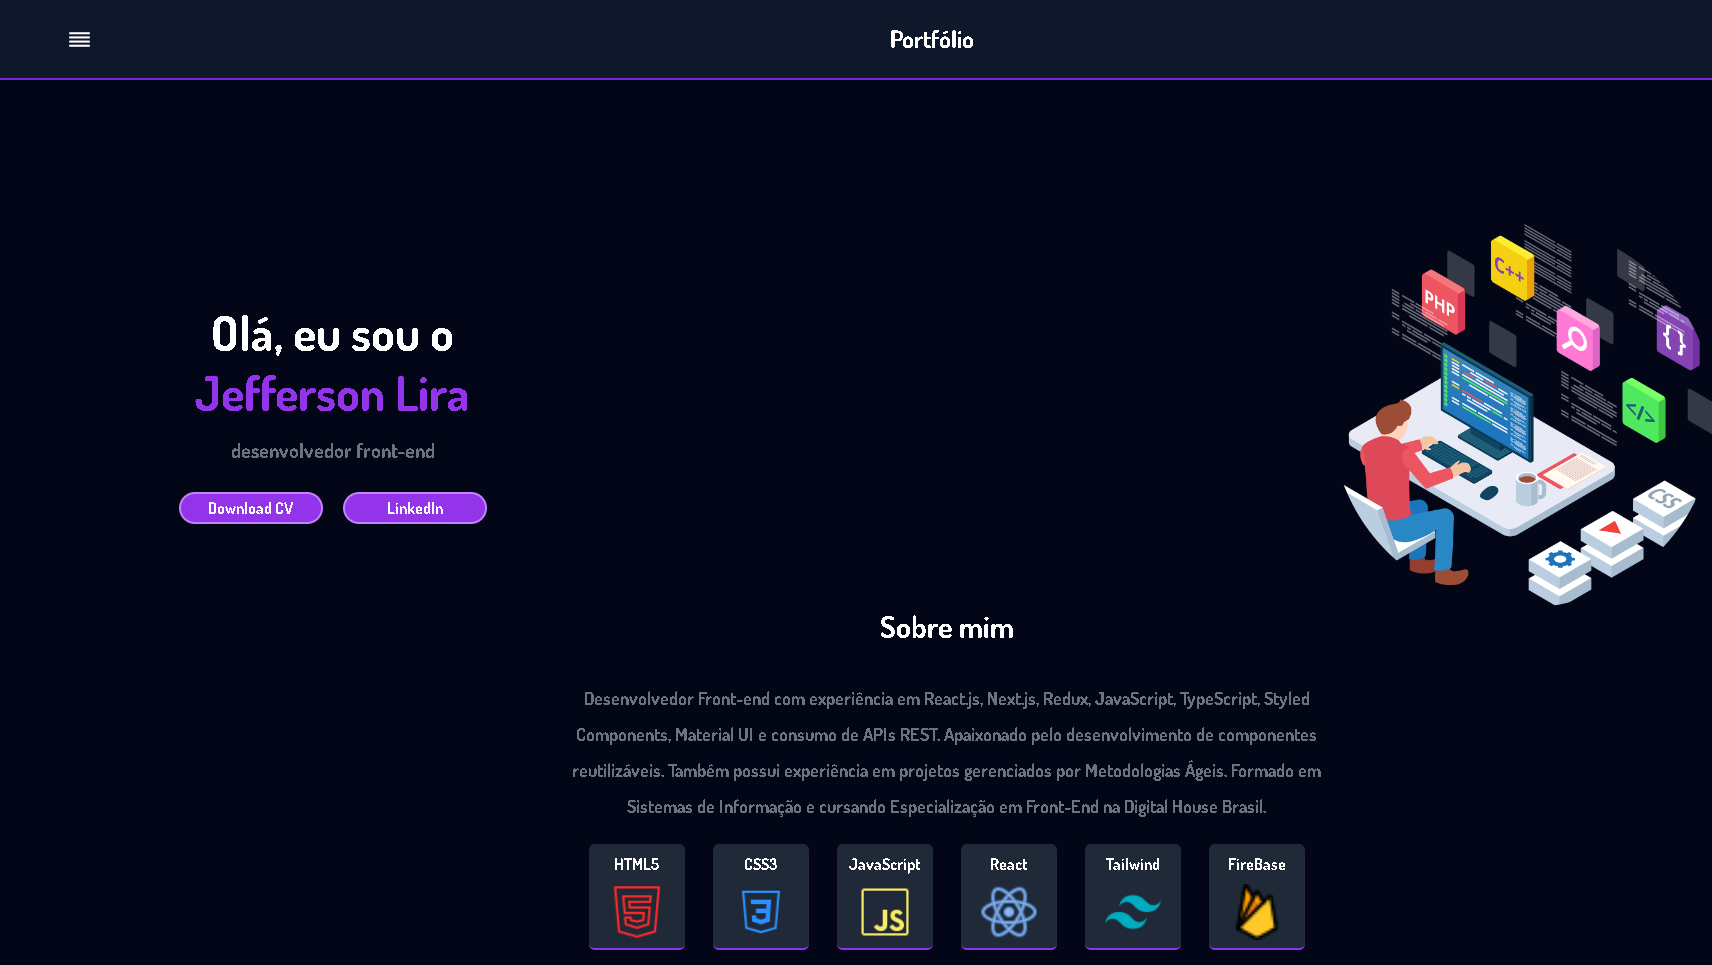 Portfólio
Olá, eu sou o
Jefferson Lira
desenvolvedor front-end
Download CV
LinkedIn
PHP
C++
{ }
</>
CSS
Sobre mim
Desenvolvedor Front-end com experiência em React.js, Next.js, Redux, JavaScript, TypeScript, Styled
Components, Material UI e consumo de APIs REST. Apaixonado pelo desenvolvimento de componentes
reutilizáveis. Também possui experiência em projetos gerenciados por Metodologias Ágeis. Formado em
Sistemas de Informação e cursando Especialização em Front-End na Digital House Brasil.
HTML5
CSS3
JavaScript
React
Tailwind
FireBase
5
3
JS